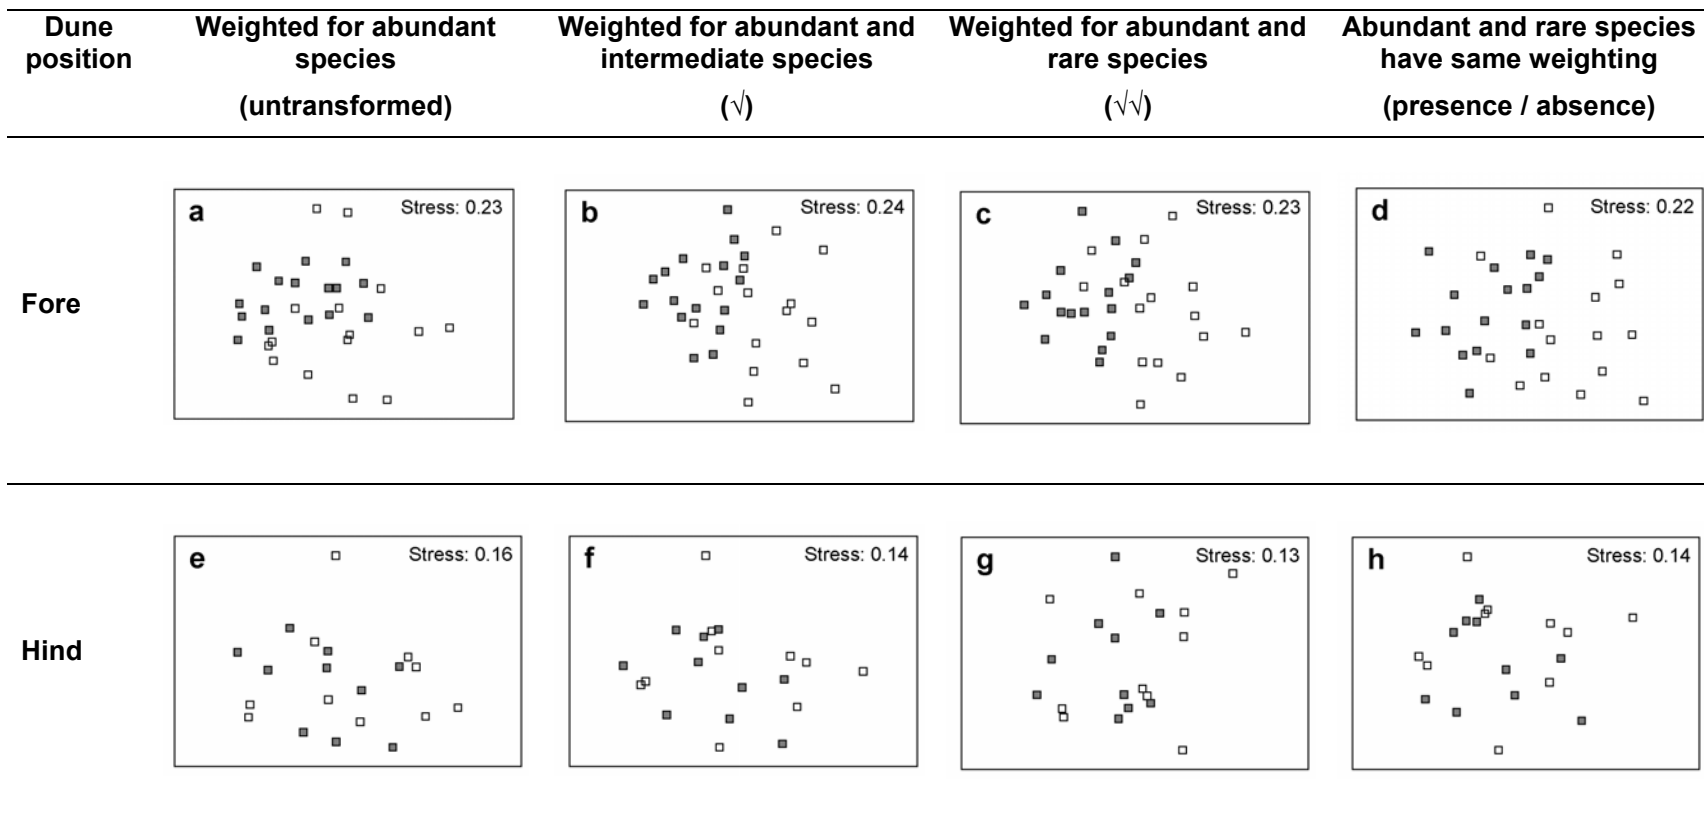 Dune position
Weighted for abundant species
(untransformed)
Weighted for abundant and intermediate species
(√)
Weighted for abundant and rare species
(√√)
Abundant and rare species have same weighting
(presence / absence)
Fore
a
Stress: 0.23
b
Stress: 0.24
c
Stress: 0.23
d
Stress: 0.22
Hind
e
Stress: 0.16
f
Stress: 0.14
g
Stress: 0.13
h
Stress: 0.14